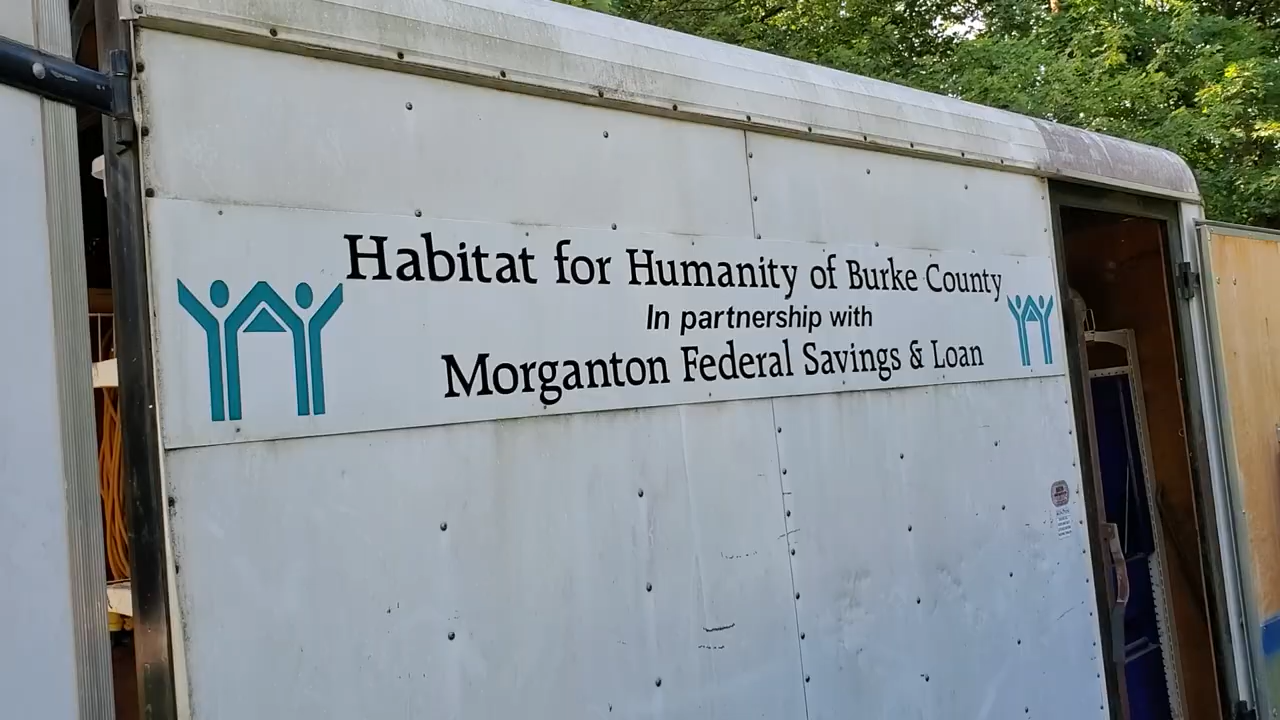 Habitat for Humanity of Burke County
In partnership with
Morganton Federal Savings & Loan